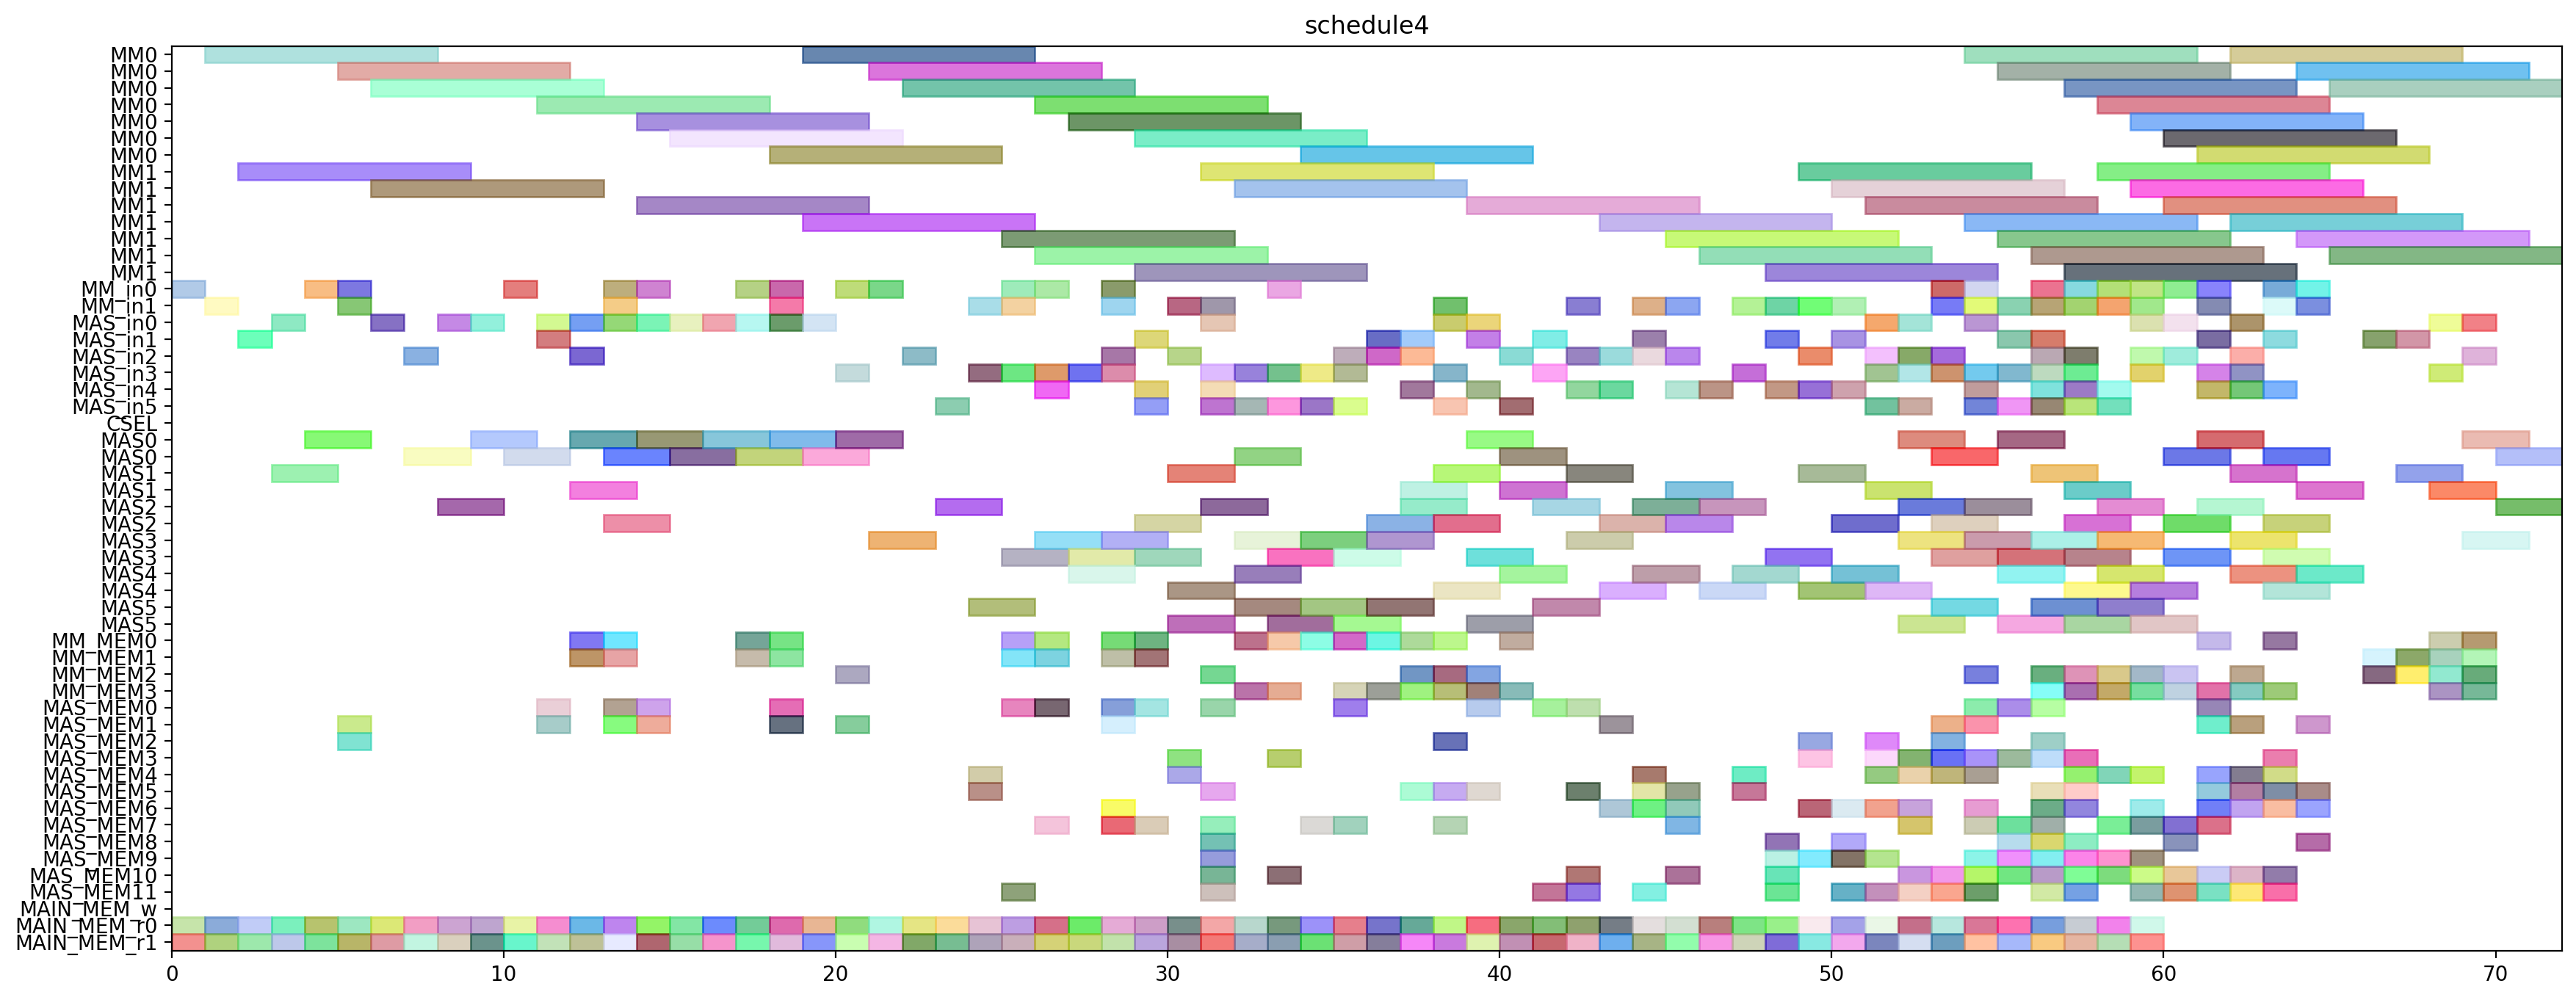 schedule4
MM0
MM0
MM0
MM0
MM0
MM0
MM0
MM1
MM1
MM1
MM1
MM1
MM1
MM1
MM_in0
MM_in1
MAS_in0
MAS_in1
MAS_in2
MAS_in3
MAS_in4
MAS_in5
CSEL
MAS0
MAS0
MAS1
MAS1
MAS2
MAS2
MAS3
MAS3
MAS4
MAS4
MAS5
MAS5
MM_MEM0
MM_MEM1
MM_MEM2
MM_MEM3
MAS_MEM0
MAS_MEM1
MAS_MEM2
MAS_MEM3
MAS_MEM4
MAS_MEM5
MAS_MEM6
MAS_MEM7
MAS_MEM8
MAS_MEM9
MAS_MEM10
MAS_MEM11
MAIN_MEM_w
MAIN_MEM_r0
MAIN_MEM_r1
0 10 20 30 40 50 60 70